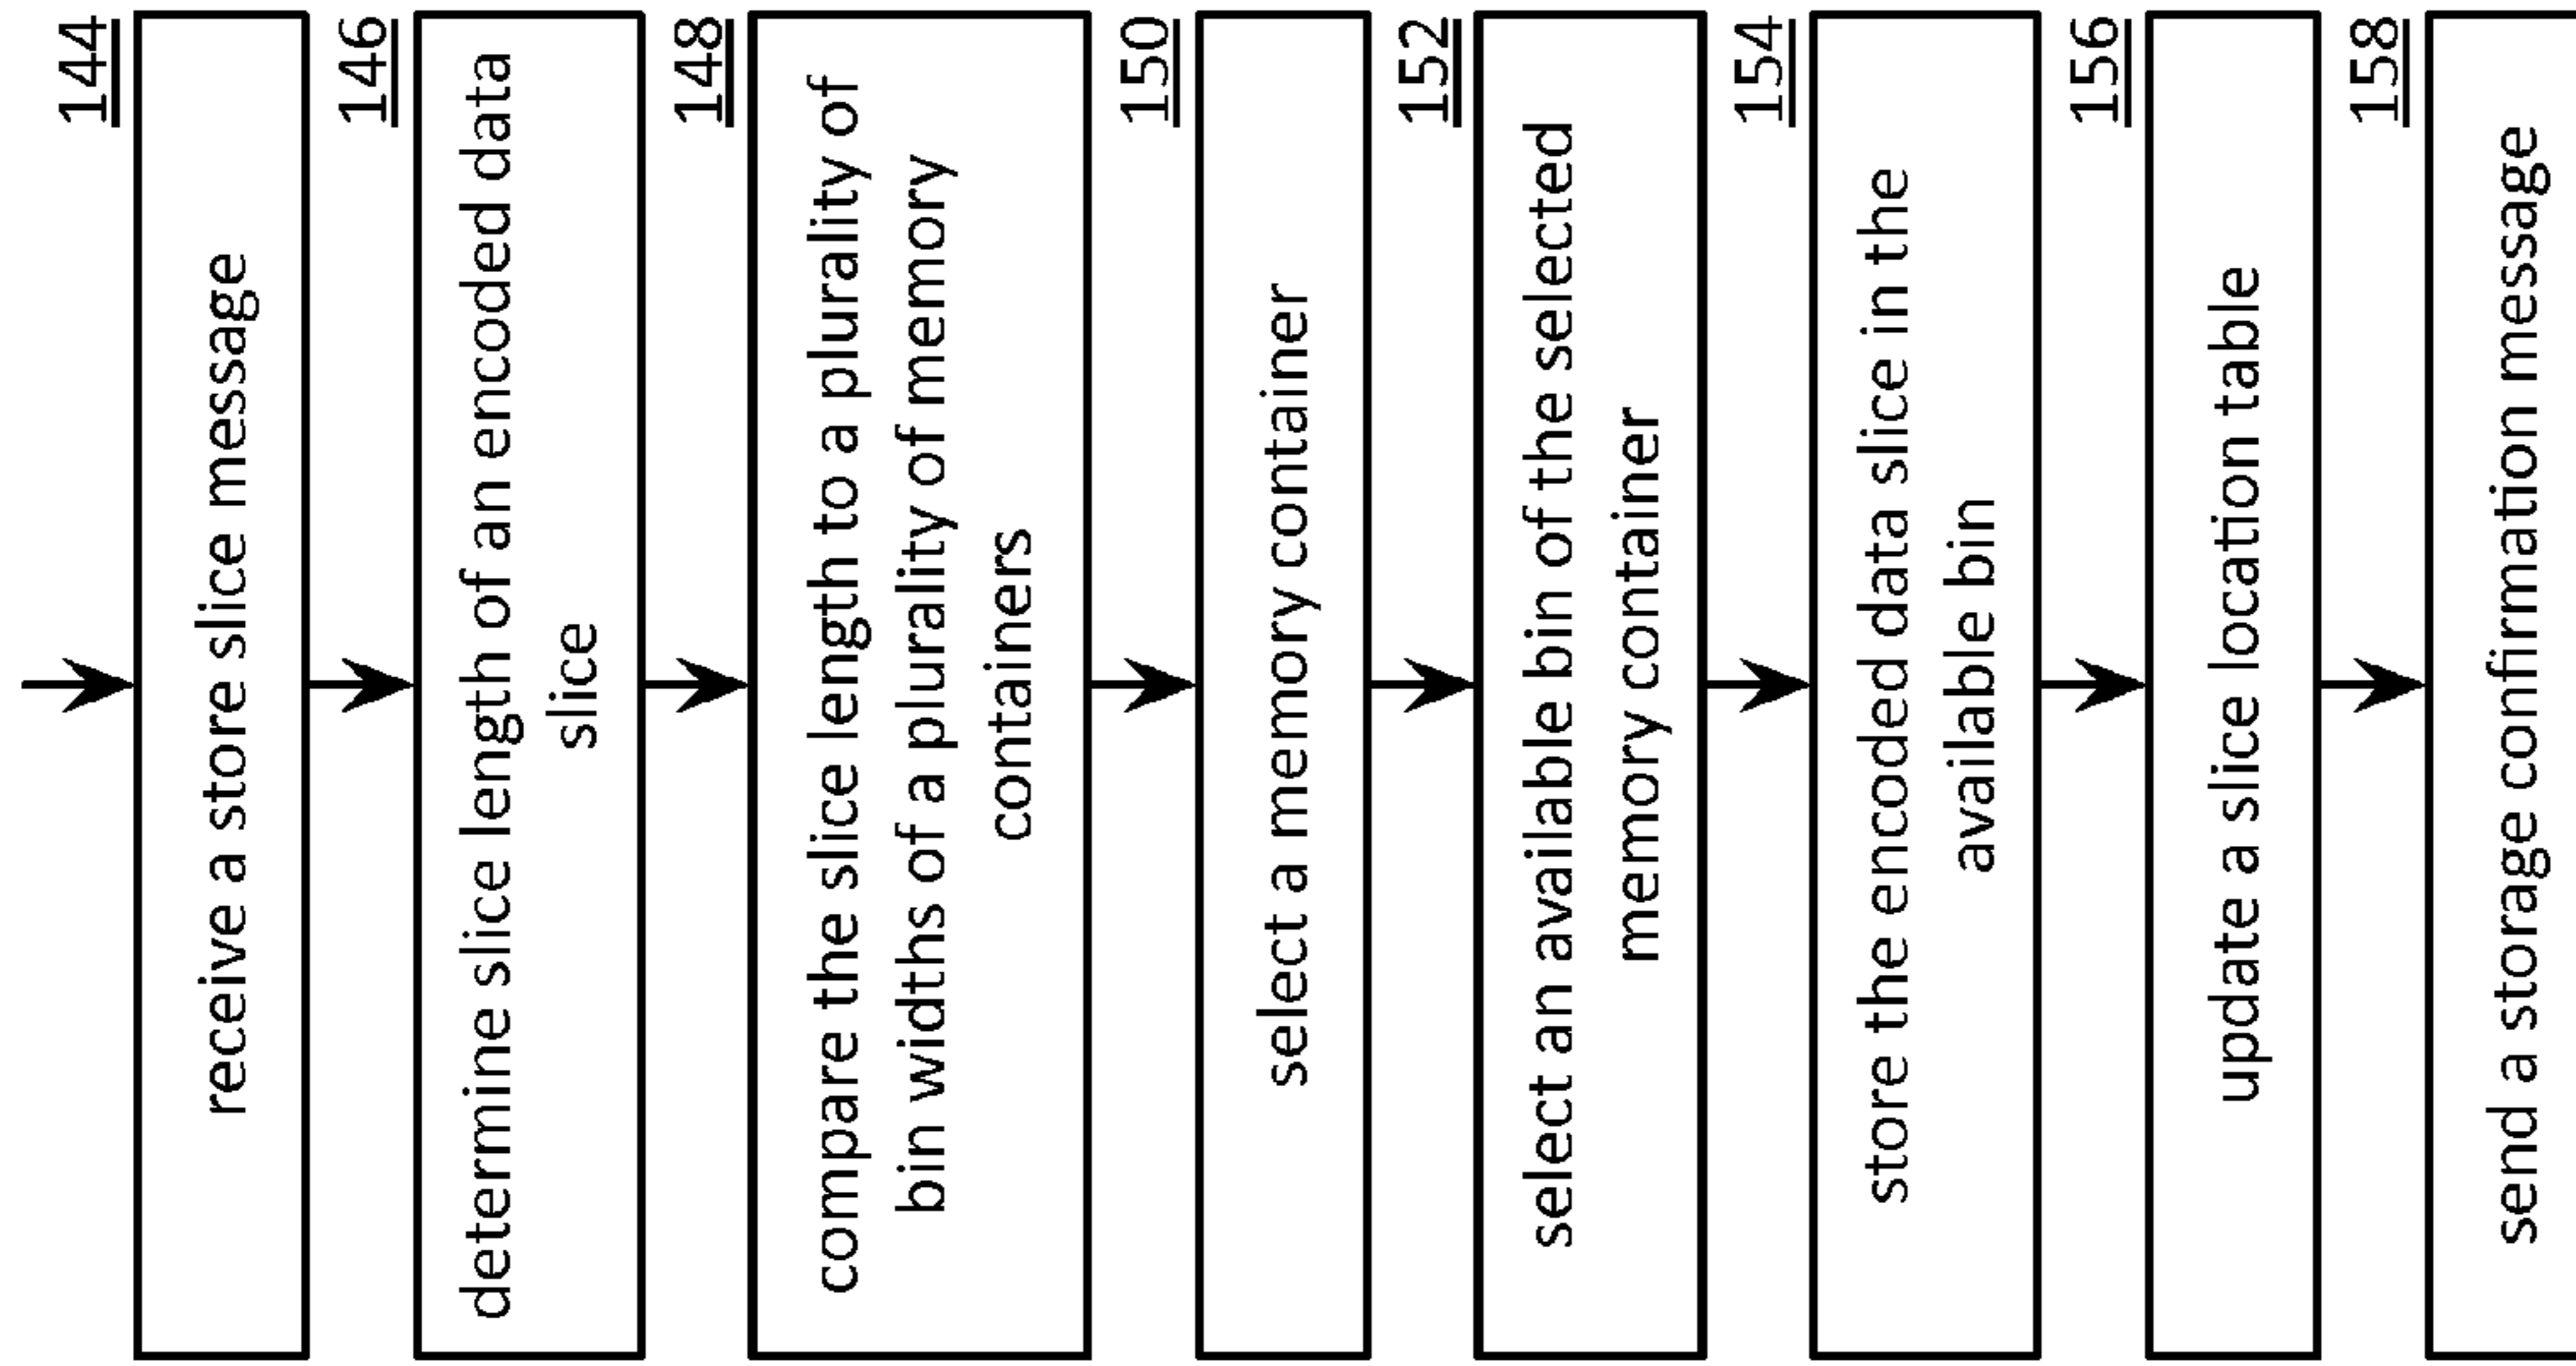 144
receive a store slice message
146
determine slice length of an encoded data
slice
148
compare the slice length to a plurality of
bin widths of a plurality of memory
containers
150
select a memory container
152
select an available bin of the selected
memory container
154
store the encoded data slice in the
available bin
156
update a slice location table
158
send a storage confirmation message